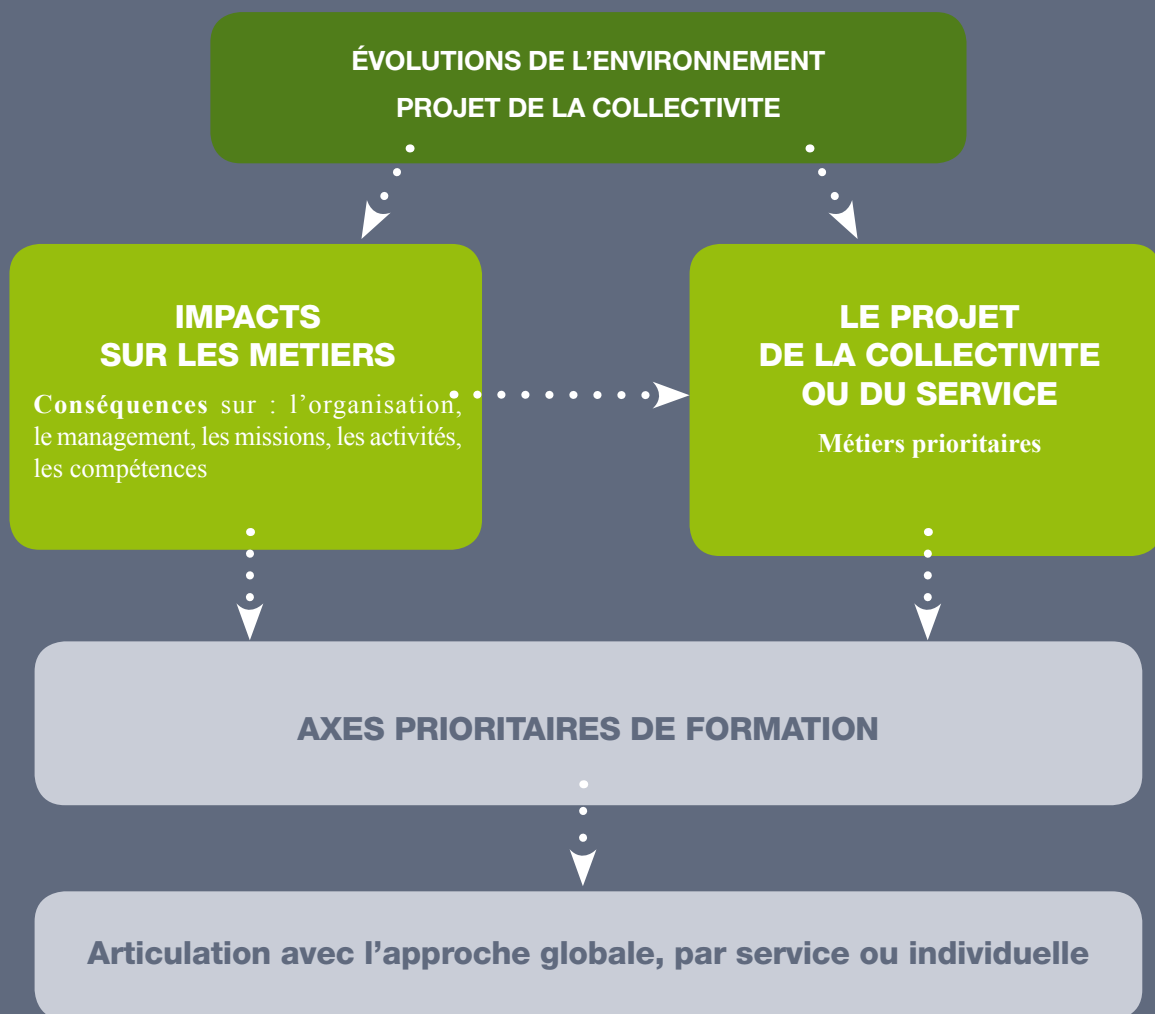 ÉVOLUTIONS DE L’ENVIRONNEMENT
PROJET DE LA COLLECTIVITE
IMPACTS
SUR LES METIERS
Conséquences sur : l’organisation,
le management, les missions, les activités,
les compétences
LE PROJET
DE LA COLLECTIVITE
OU DU SERVICE
Métiers prioritaires
AXES PRIORITAIRES DE FORMATION
Articulation avec l’approche globale, par service ou individuelle